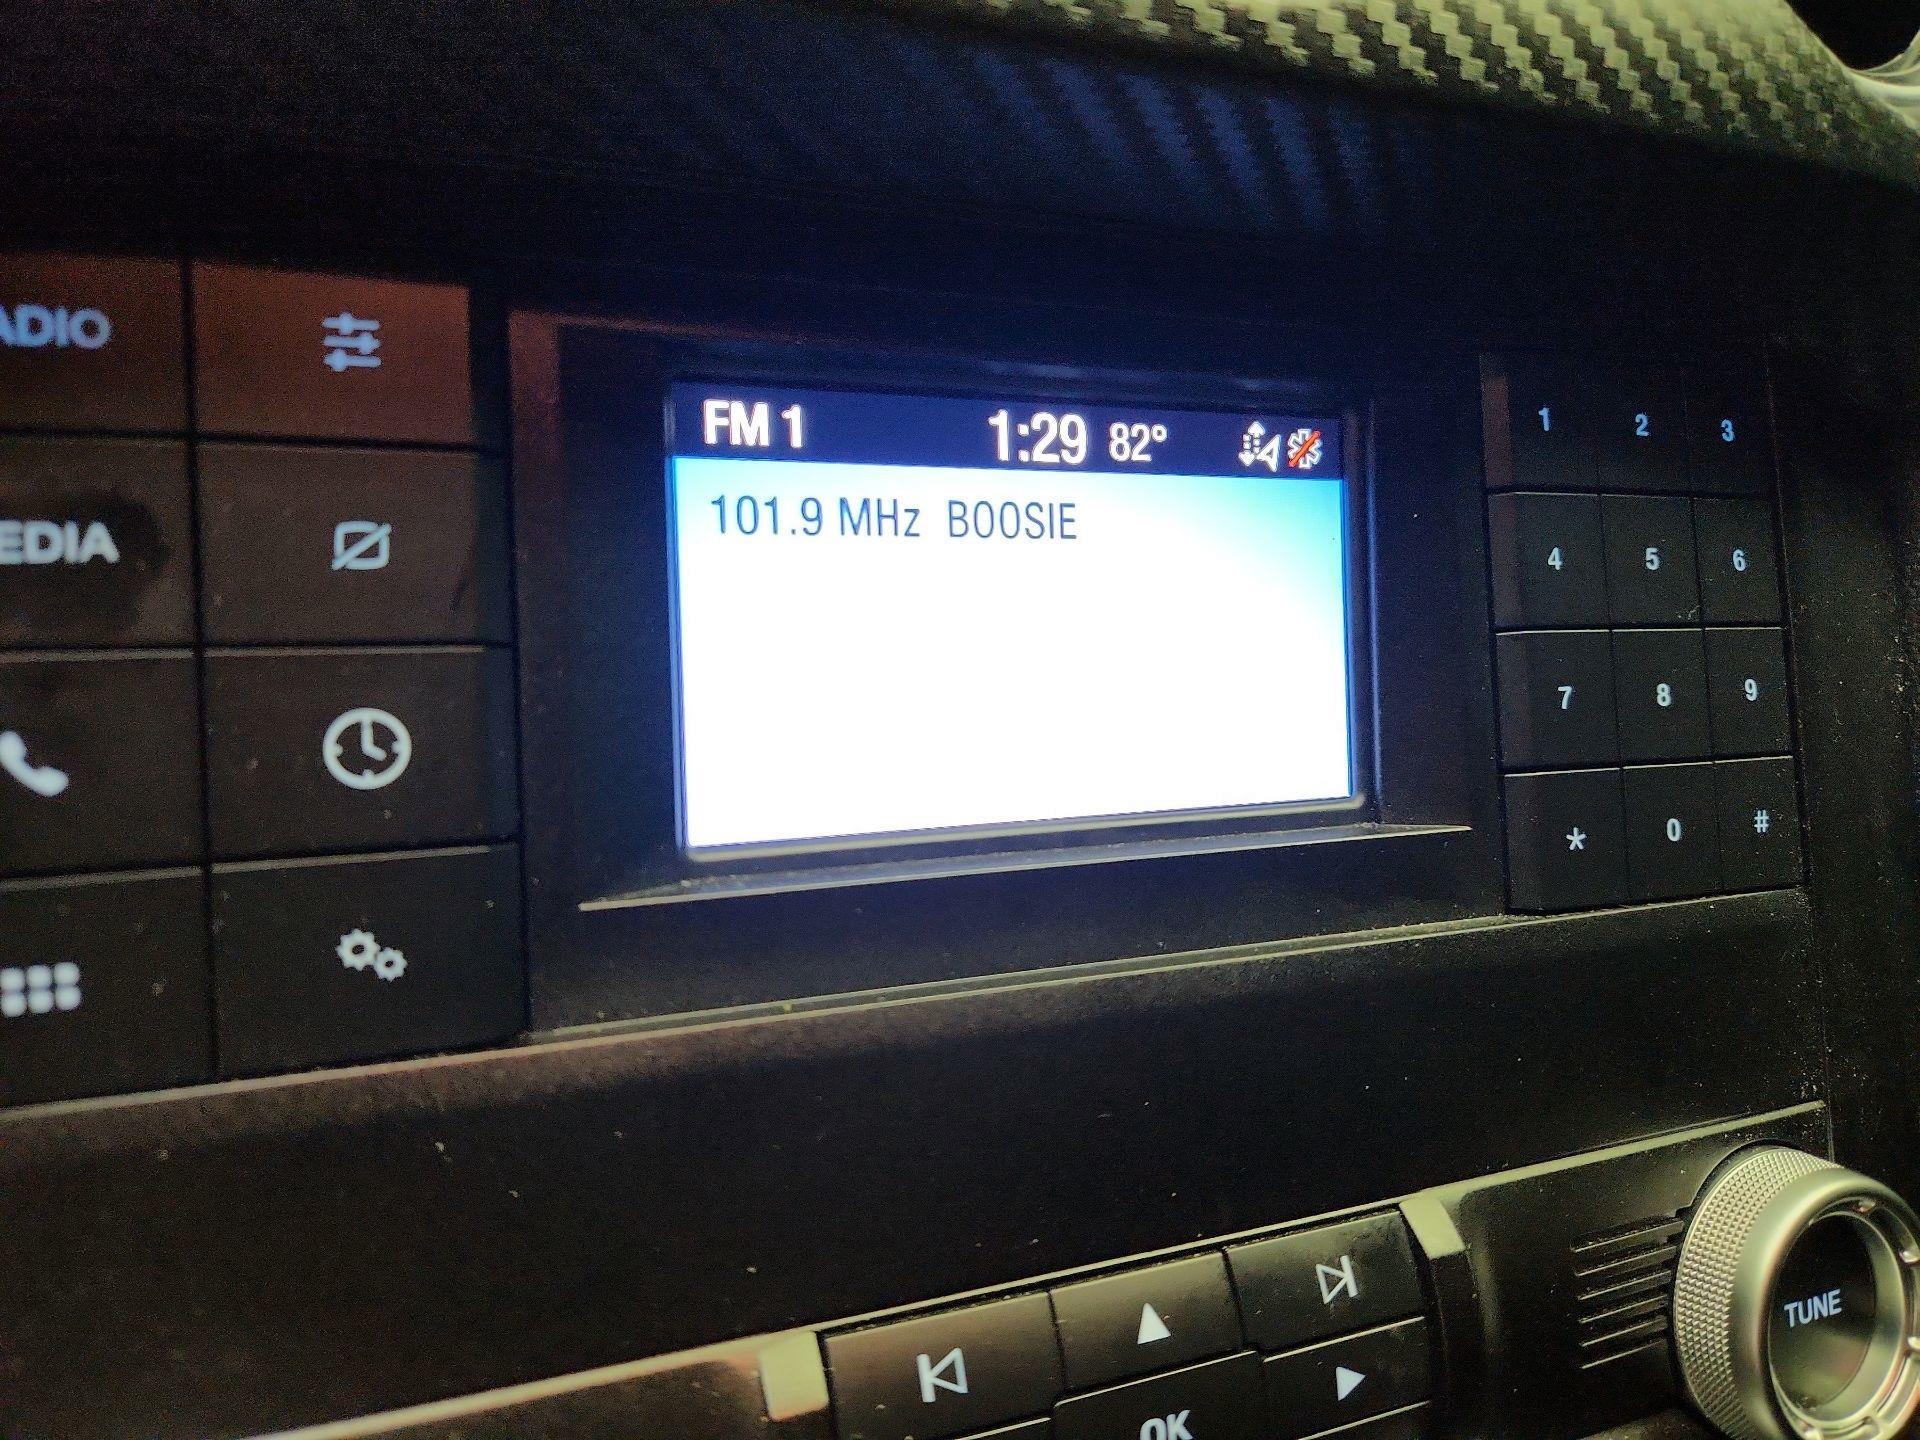 ADIO
EDIA
FM 1 1:29 82°
101.9 MHz BOOSIE
1 2 3
4 5 6
7 8 9
* 0 #
OK
TUNE